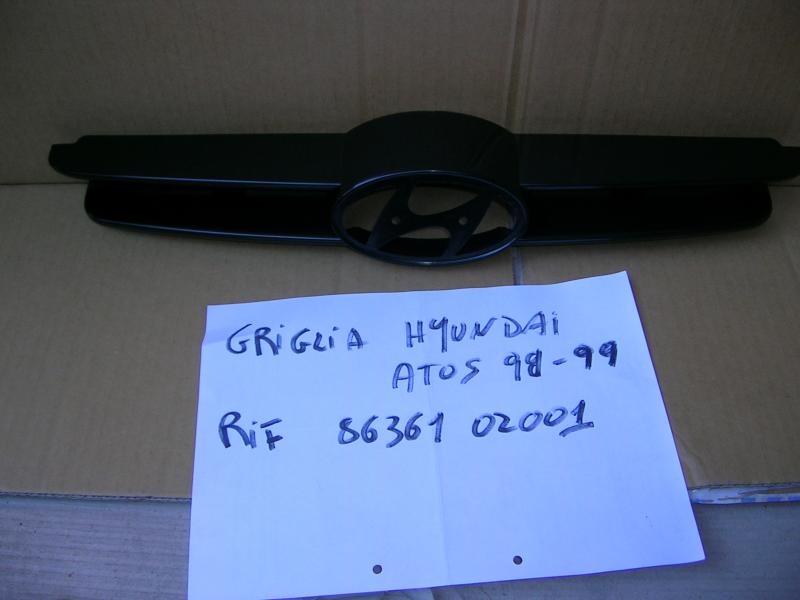 GRiGLiA HYUNDAi
ATOS 98-99
RiF 86361 02001